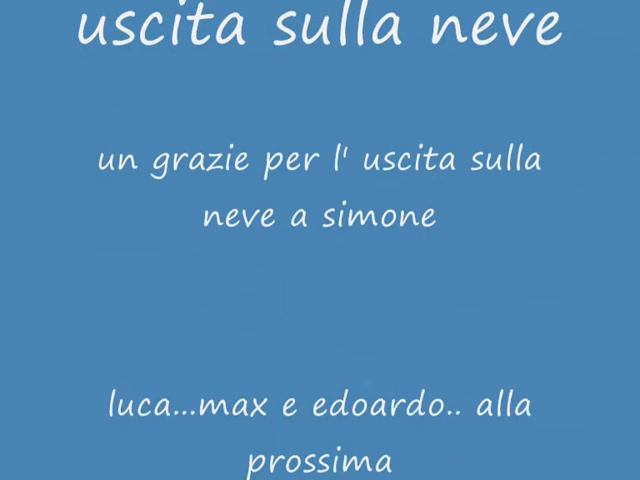 uscita sulla neve
un grazie per l' uscita sulla
neve a simone
luca...max e edoardo.. alla
prossima